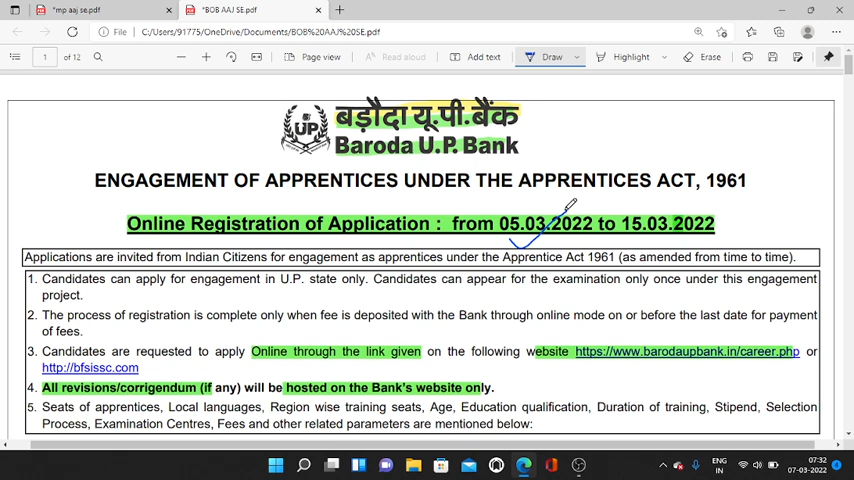 *mp aaj se.pdf
*BOB AAJ SE.pdf
File
C:/Users/91775/OneDrive/Documents/BOB%20AAJ%20SE.pdf
1 of 12
Page view
Read aloud
Add text
Draw
Highlight
Erase
UP
बड़ौदा यू.पी.बैंक
Baroda U.P. Bank
ENGAGEMENT OF APPRENTICES UNDER THE APPRENTICES ACT, 1961
Online Registration of Application : from 05.03.2022 to 15.03.2022
Applications are invited from Indian Citizens for engagement as apprentices under the Apprentice Act 1961 (as amended from time to time).
1. Candidates can apply for engagement in U.P. state only. Candidates can appear for the examination only once under this engagement
project.
2. The process of registration is complete only when fee is deposited with the Bank through online mode on or before the last date for payment
of fees.
3. Candidates are requested to apply Online through the link given on the following website https://www.barodaupbank.in/career.php or
http://bfsissc.com
4. All revisions/corrigendum (if any) will be hosted on the Bank's website only.
5. Seats of apprentices, Local languages, Region wise training seats, Age, Education qualification, Duration of training, Stipend, Selection
Process, Examination Centres, Fees and other related parameters are mentioned below:
ENG
IN
07:32
07-03-2022